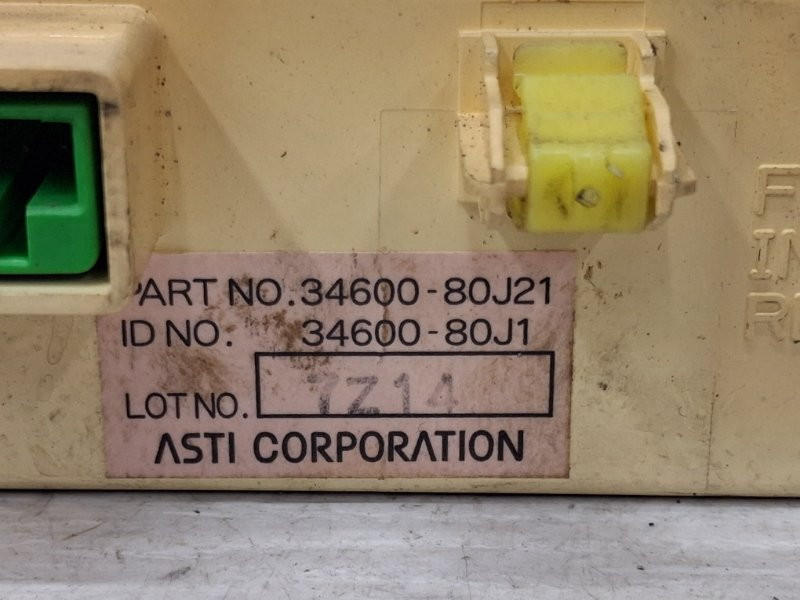 PART NO. 34600-80J21
ID NO. 34600-80J1
LOT NO. 7Z14
ASTI CORPORATION